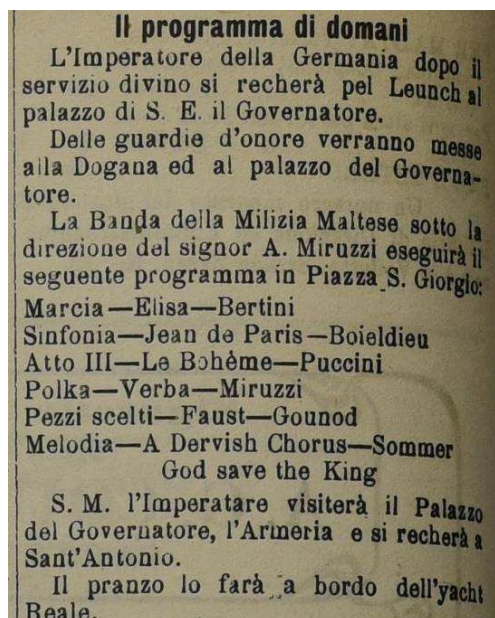 Il programma di domani
L'Imperatore della Germania dopo il
servizio divino si recherà pel Leunch al
palazzo di S. E. il Governatore.
Delle guardie d'onore verranno messe
alla Dogana ed al palazzo del Governa-
tore.
La Banda della Milizia Maltese sotto la
direzione del signor A. Miruzzi eseguirà il
seguente programma in Piazza S. Giorgio:
Marcia—Elisa—Bertini
Sinfonia—Jean de Paris—Boieldieu
Atto III—Le Bohème—Puccini
Polka—Verba—Miruzzi
Pezzi scelti—Faust—Gounod
Melodia—A Dervish Chorus—Sommer
God save the King
S. M. l'Imperatare visiterà il Palazzo
del Governatore, l'Armeria e si recherà a
Sant'Antonio.
Il pranzo lo farà a bordo dell'yacht
Reale.